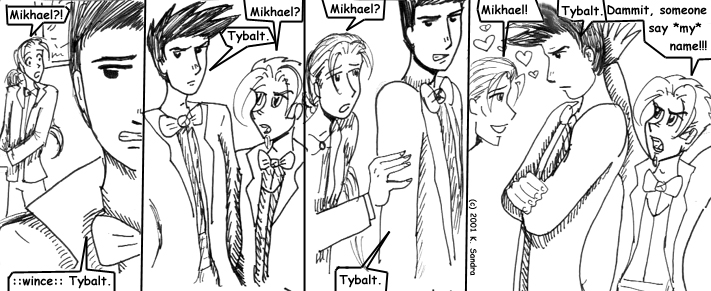 Mikhael?!
::wince:: Tybalt.
Mikhael?
Tybalt.
Mikhael?
Tybalt.
(c) 2001 K. Sandra
Mikhael!
Tybalt.
Dammit, someone
say *my*
name!!!